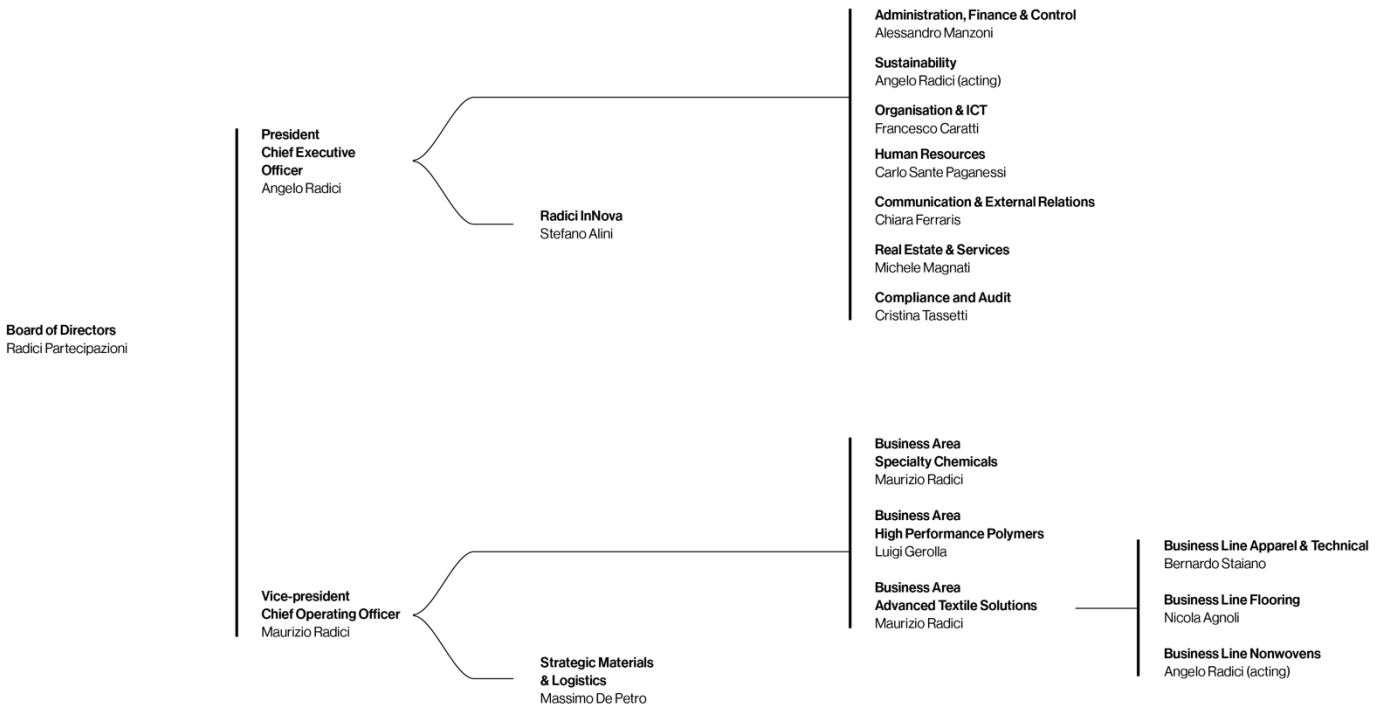 Board of Directors
Radici Partecipazioni
President
Chief Executive
Officer
Angelo Radici
Radici InNova
Stefano Alini
Administration, Finance & Control
Alessandro Manzoni
Sustainability
Angelo Radici (acting)
Organisation & ICT
Francesco Caratti
Human Resources
Carlo Sante Paganessi
Communication & External Relations
Chiara Ferraris
Real Estate & Services
Michele Magnati
Compliance and Audit
Cristina Tassetti
Vice-president
Chief Operating Officer
Maurizio Radici
Strategic Materials
& Logistics
Massimo De Petro
Business Area
Specialty Chemicals
Maurizio Radici
Business Area
High Performance Polymers
Luigi Gerolla
Business Area
Advanced Textile Solutions
Maurizio Radici
Business Line Apparel & Technical
Bernardo Staiano
Business Line Flooring
Nicola Agnoli
Business Line Nonwovens
Angelo Radici (acting)